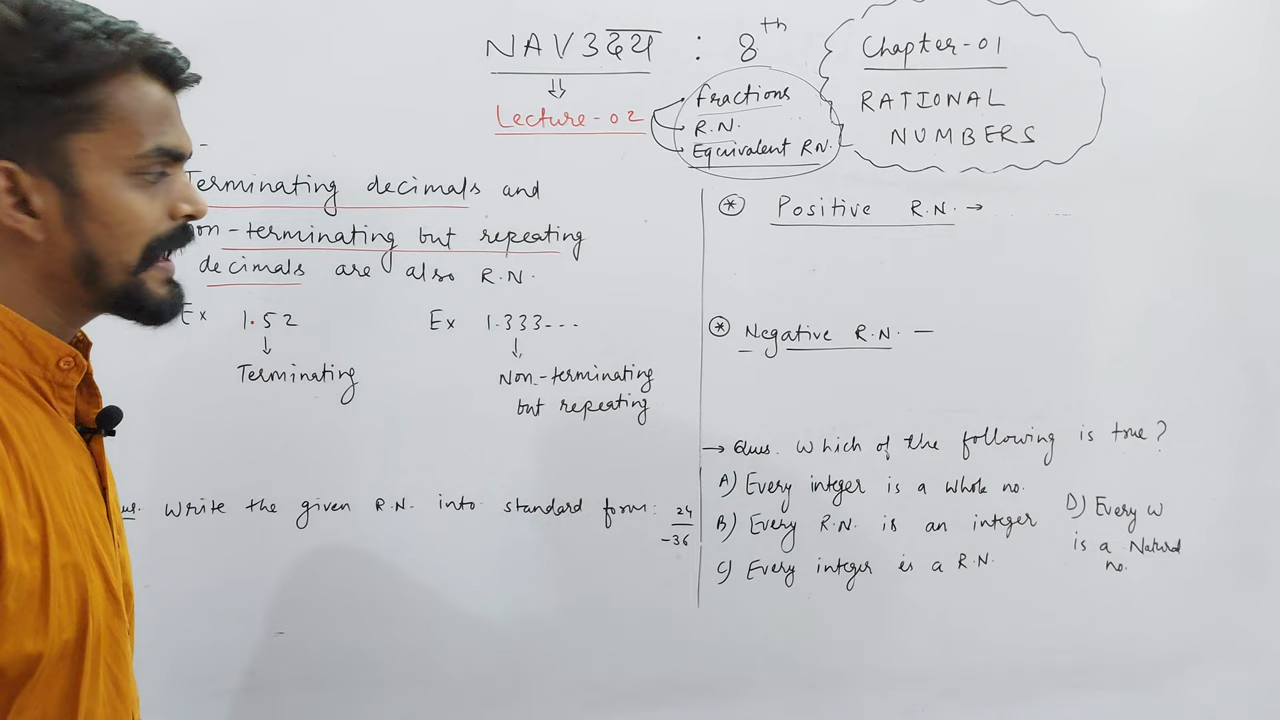 NAV3उदय : 8th
Lecture-02
Fractions
R.N.
Equivalent R.N.
Chapter-01
RATIONAL
NUMBERS
Terminating decimals and
non-terminating but repeating
decimals are also R.N.
Ex 1.52
Terminating
Ex 1.333---
Non-terminating
but repeating
Write the given R.N. into standard form: 24/-36
* Positive R.N. →
* Negative R.N. —
→ Ques. Which of the following is true?
A) Every integer is a whole no.
B) Every R.N. is an integer
C) Every integer is a R.N.
D) Every W
is a Natural
no.